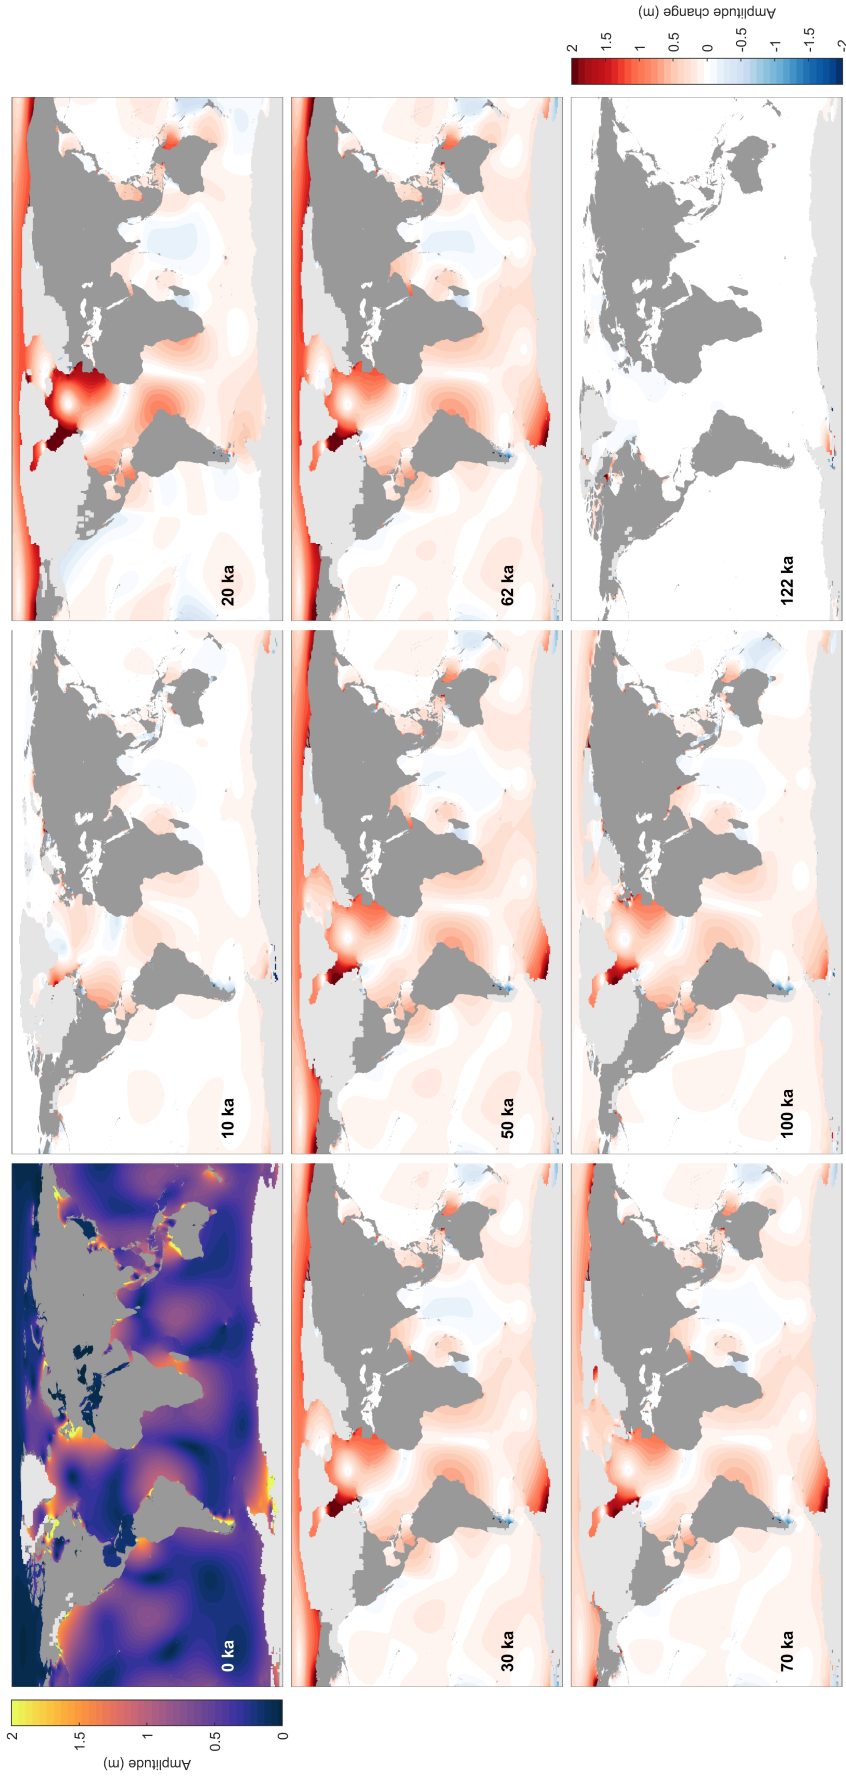 Amplitude (m)
2
1.5
1
0.5
0
0 ka
10 ka
20 ka
30 ka
50 ka
62 ka
70 ka
100 ka
122 ka
2
1.5
1
0.5
0
-0.5
-1
-1.5
-2
Amplitude change (m)